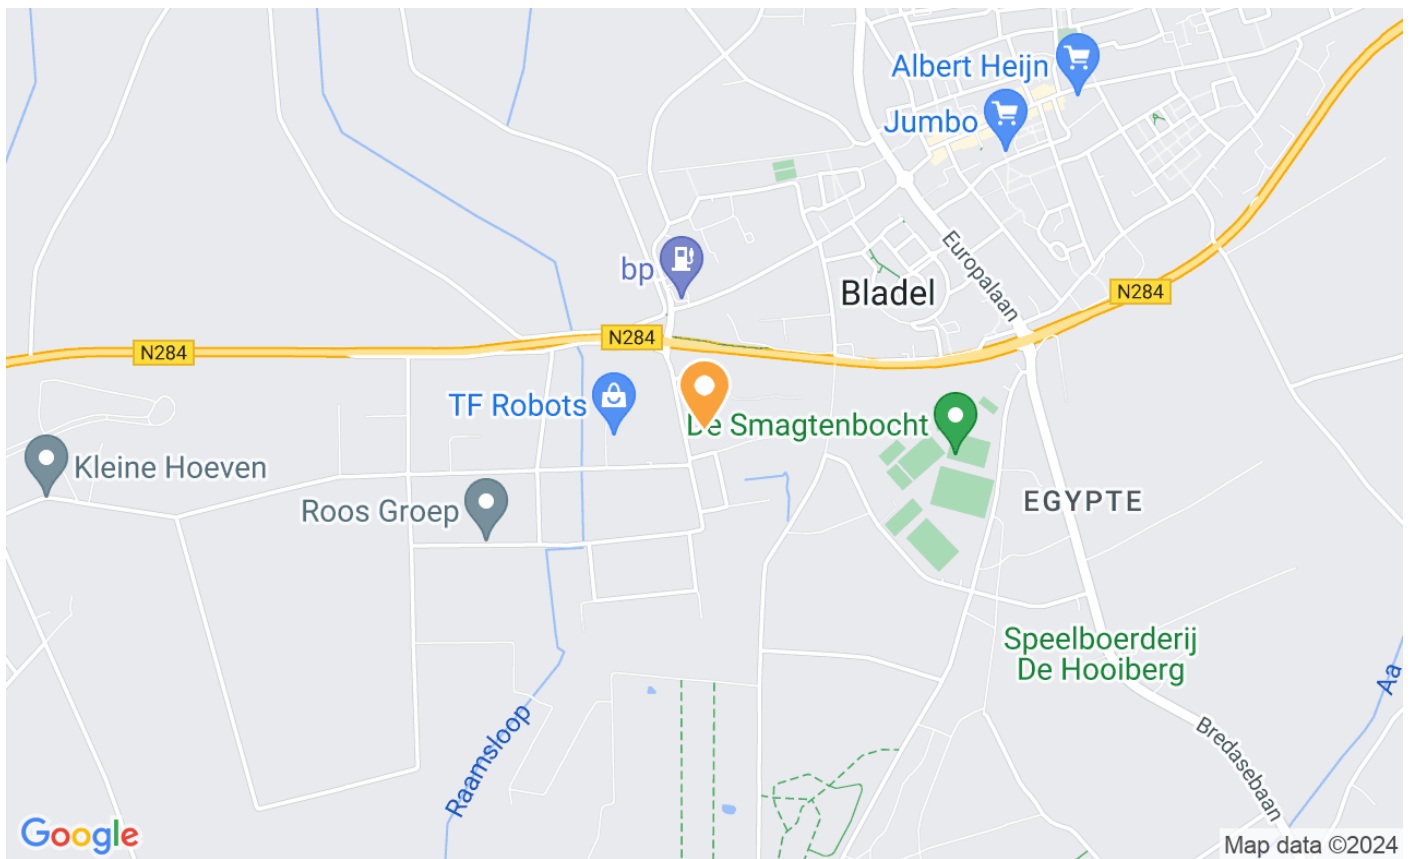 Albert Heijn
Jumbo
Europalaan
bp
Bladel
N284
N284
N284
TF Robots
De Smagtenbocht
Kleine Hoeven
Roos Groep
EGYPTE
Speelboerderij
De Hooiberg
Aa
Raamsloop
Bredasebaan
Google
Map data ©2024